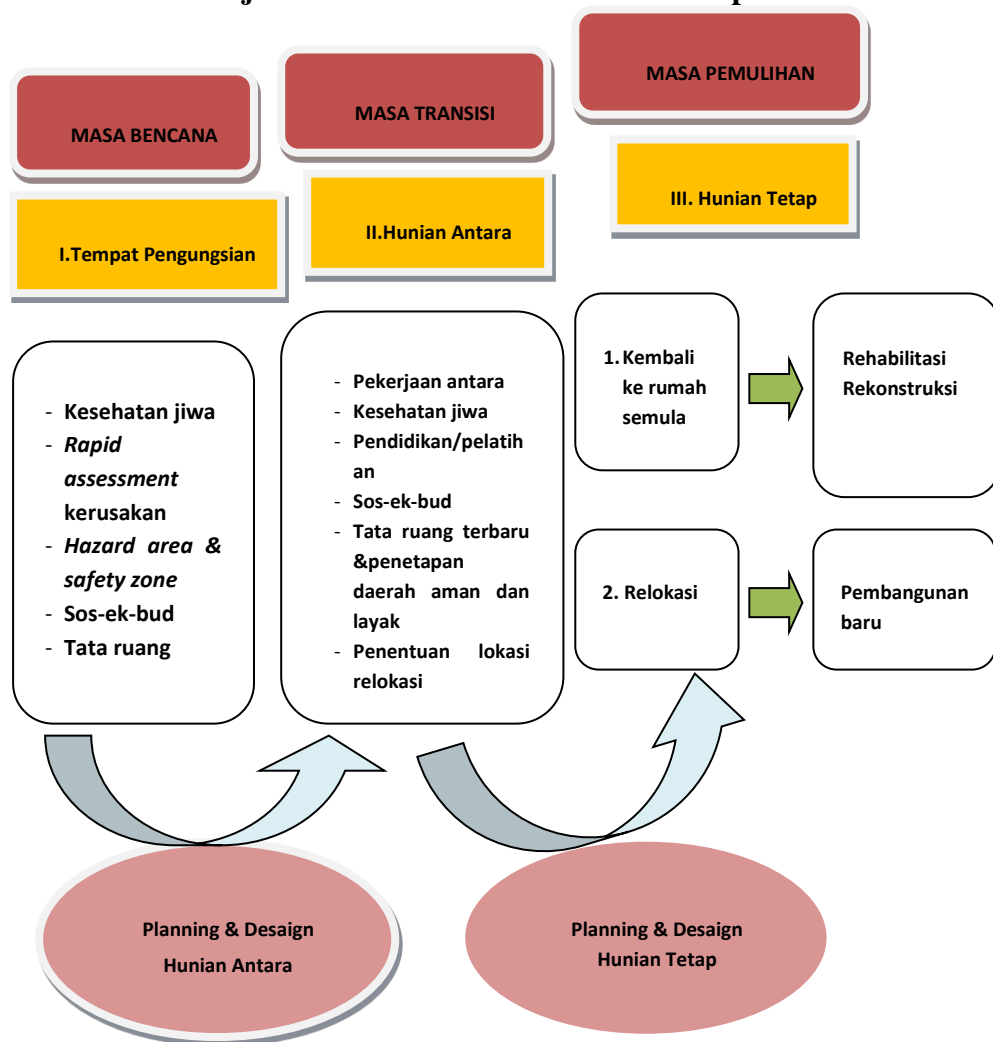 MASA BENCANA
MASA TRANSISI
MASA PEMULIHAN
I.Tempat Pengungsian
II.Hunian Antara
III. Hunian Tetap
- Kesehatan jiwa
- Rapid
assessment
kerusakan
- Hazard area &
safety zone
- Sos-ek-bud
- Tata ruang
- Pekerjaan antara
- Kesehatan jiwa
- Pendidikan/pelatih
an
- Sos-ek-bud
- Tata ruang terbaru
&penetapan
daerah aman dan
layak
- Penentuan lokasi
relokasi
1. Kembali
ke rumah
semula
Rehabilitasi
Rekonstruksi
2. Relokasi
Pembangunan
baru
Planning & Desaign
Hunian Antara
Planning & Desaign
Hunian Tetap